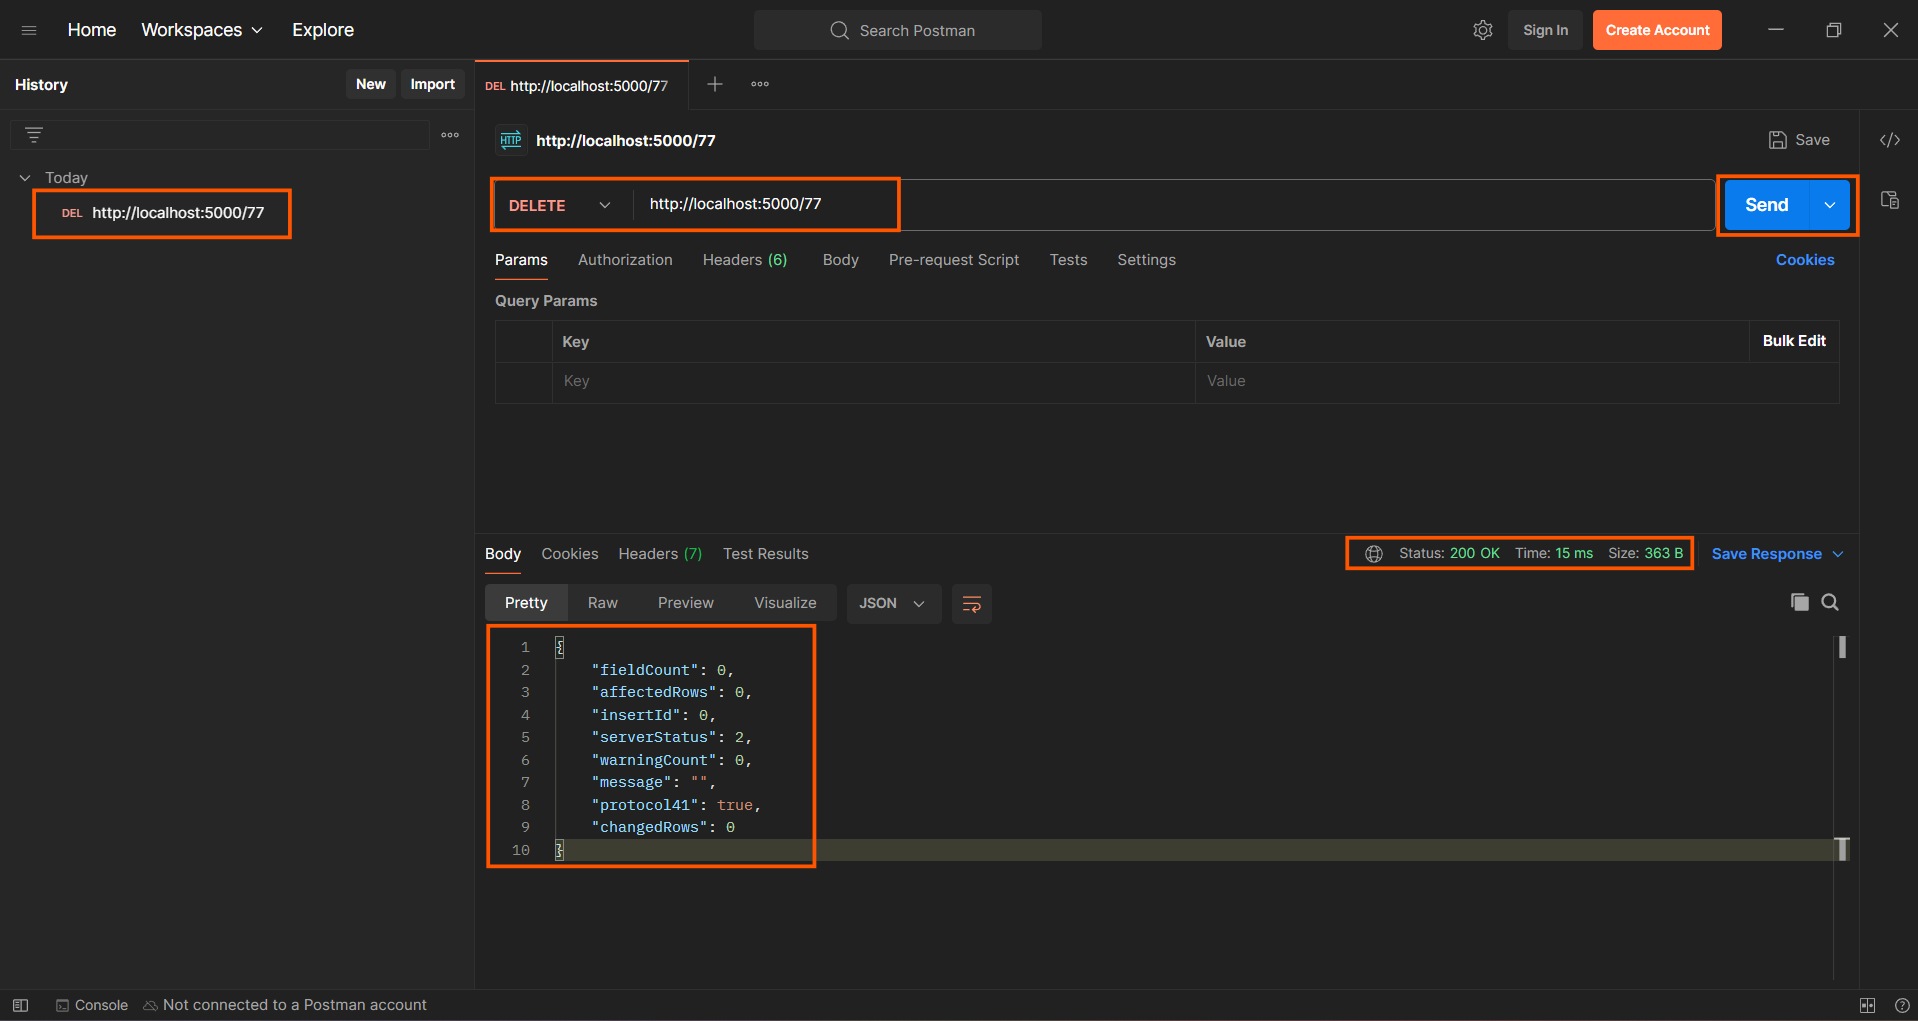 Home Workspaces Explore Search Postman Sign In Create Account
History New Import
DEL http://localhost:5000/77
HTTP http://localhost:5000/77 Save
Today
DEL http://localhost:5000/77
DELETE http://localhost:5000/77 Send
Params Authorization Headers (6) Body Pre-request Script Tests Settings Cookies
Query Params
Key Value Bulk Edit
Key Value
Body Cookies Headers (7) Test Results Status: 200 OK Time: 15 ms Size: 363 B Save Response
Pretty Raw Preview Visualize JSON
1 {
2 "fieldCount": 0,
3 "affectedRows": 0,
4 "insertId": 0,
5 "serverStatus": 2,
6 "warningCount": 0,
7 "message": "",
8 "protocol41": true,
9 "changedRows": 0
10 }
Console Not connected to a Postman account